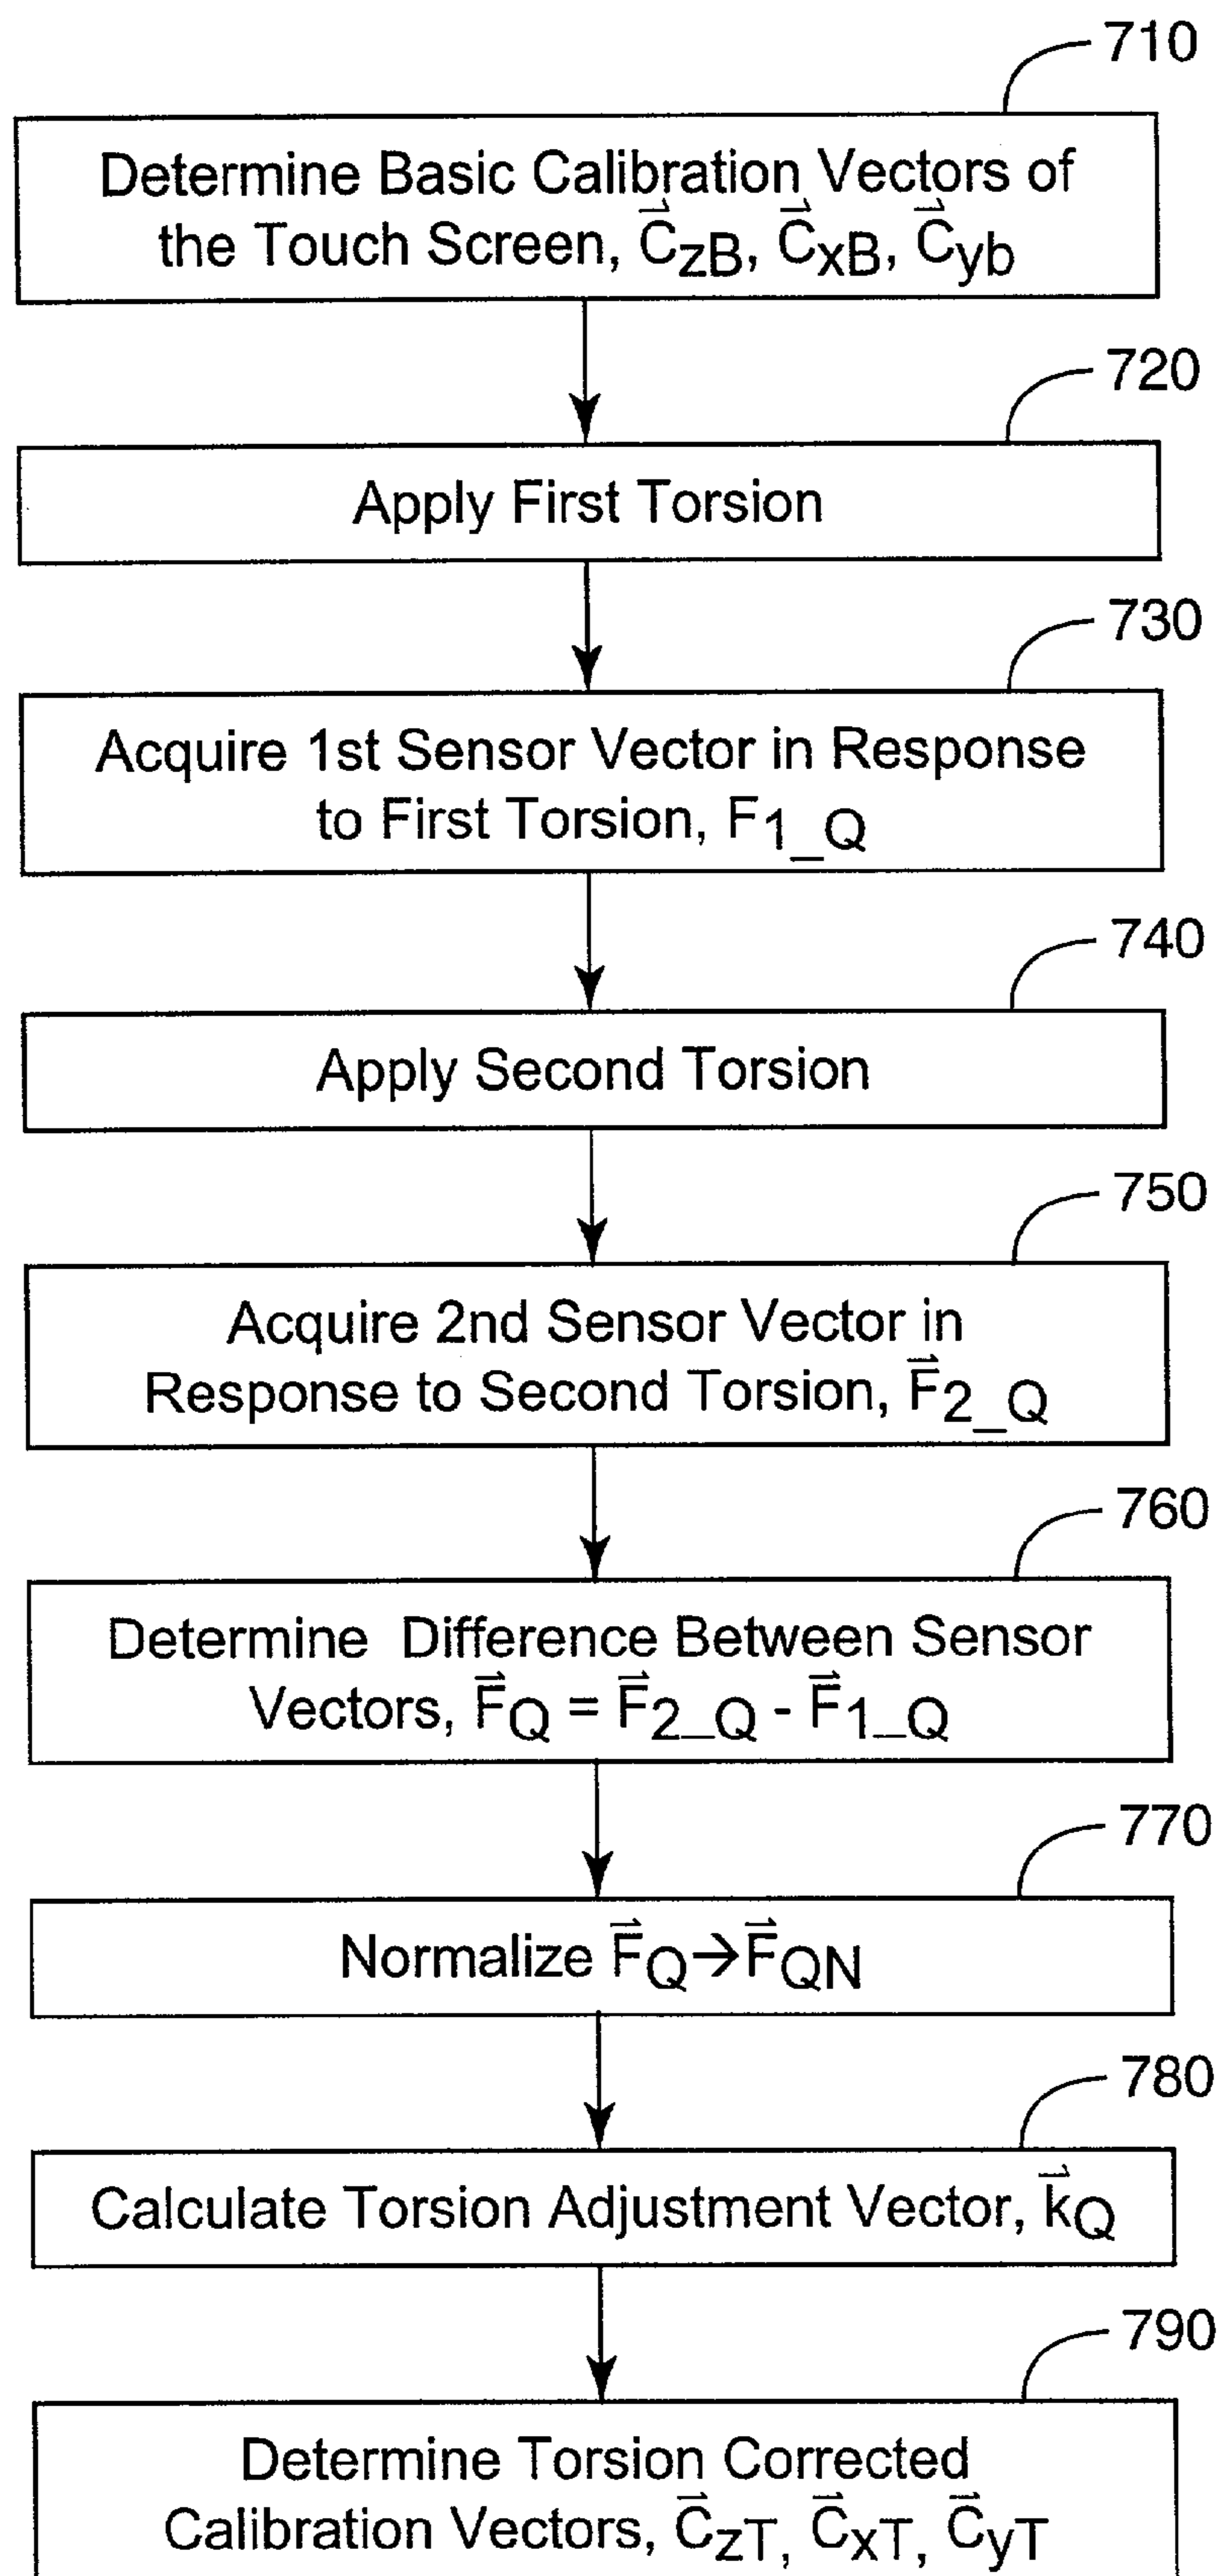 710
Determine Basic Calibration Vectors of
the Touch Screen, C⃗zB, C⃗xB, C⃗yb
720
Apply First Torsion
730
Acquire 1st Sensor Vector in Response
to First Torsion, F1_Q
740
Apply Second Torsion
750
Acquire 2nd Sensor Vector in
Response to Second Torsion, F⃗2_Q
760
Determine Difference Between Sensor
Vectors, F⃗Q = F⃗2_Q - F⃗1_Q
770
Normalize F⃗Q→F⃗QN
780
Calculate Torsion Adjustment Vector, k⃗Q
790
Determine Torsion Corrected
Calibration Vectors, C⃗zT, C⃗xT, C⃗yT